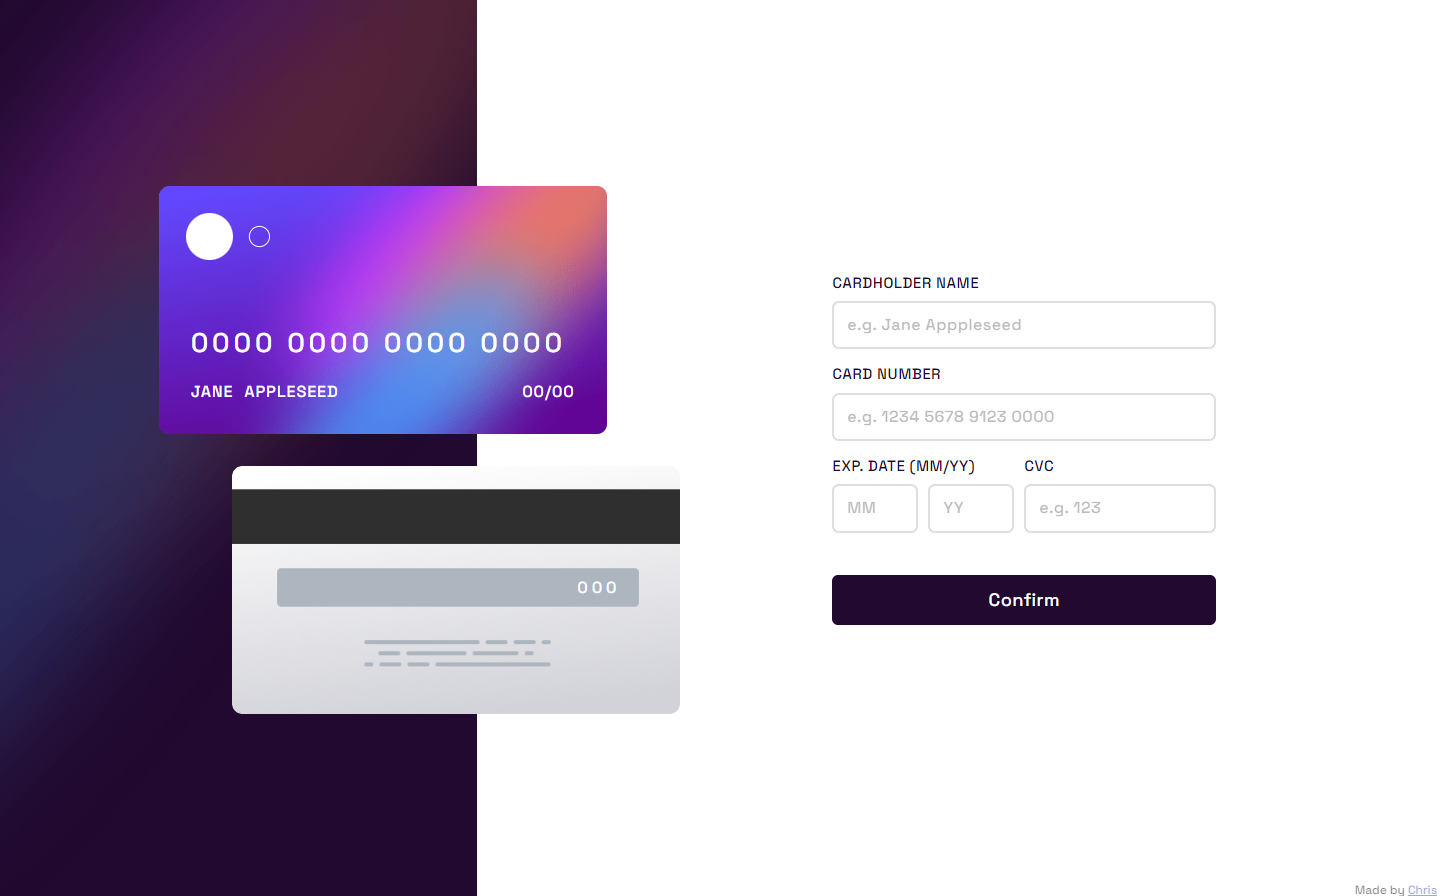 0000 0000 0000 0000
JANE APPLESEED 00/00
000
CARDHOLDER NAME
e.g. Jane Apppleseed
CARD NUMBER
e.g. 1234 5678 9123 0000
EXP. DATE (MM/YY) CVC
MM YY e.g. 123
Confirm
Made by Chris